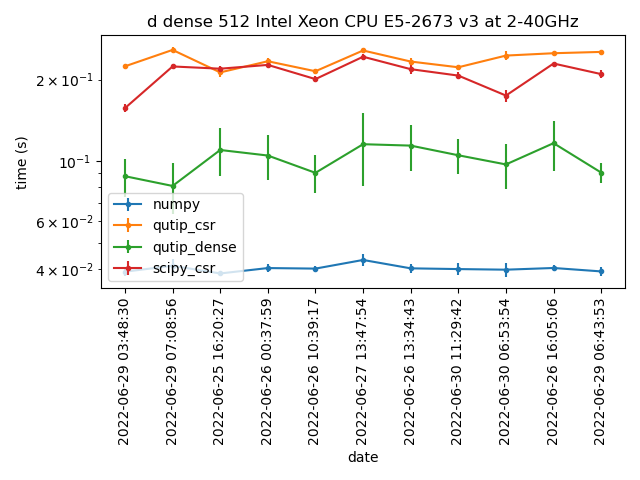 d dense 512 Intel Xeon CPU E5-2673 v3 at 2-40GHz
time (s)
2 × 10⁻¹
10⁻¹
6 × 10⁻²
4 × 10⁻²
numpy
qutip_csr
qutip_dense
scipy_csr
2022-06-29 03:48:30
2022-06-29 07:08:56
2022-06-25 16:20:27
2022-06-26 00:37:59
2022-06-26 10:39:17
2022-06-27 13:47:54
2022-06-26 13:34:43
2022-06-30 11:29:42
2022-06-30 06:53:54
2022-06-26 16:05:06
2022-06-29 06:43:53
date